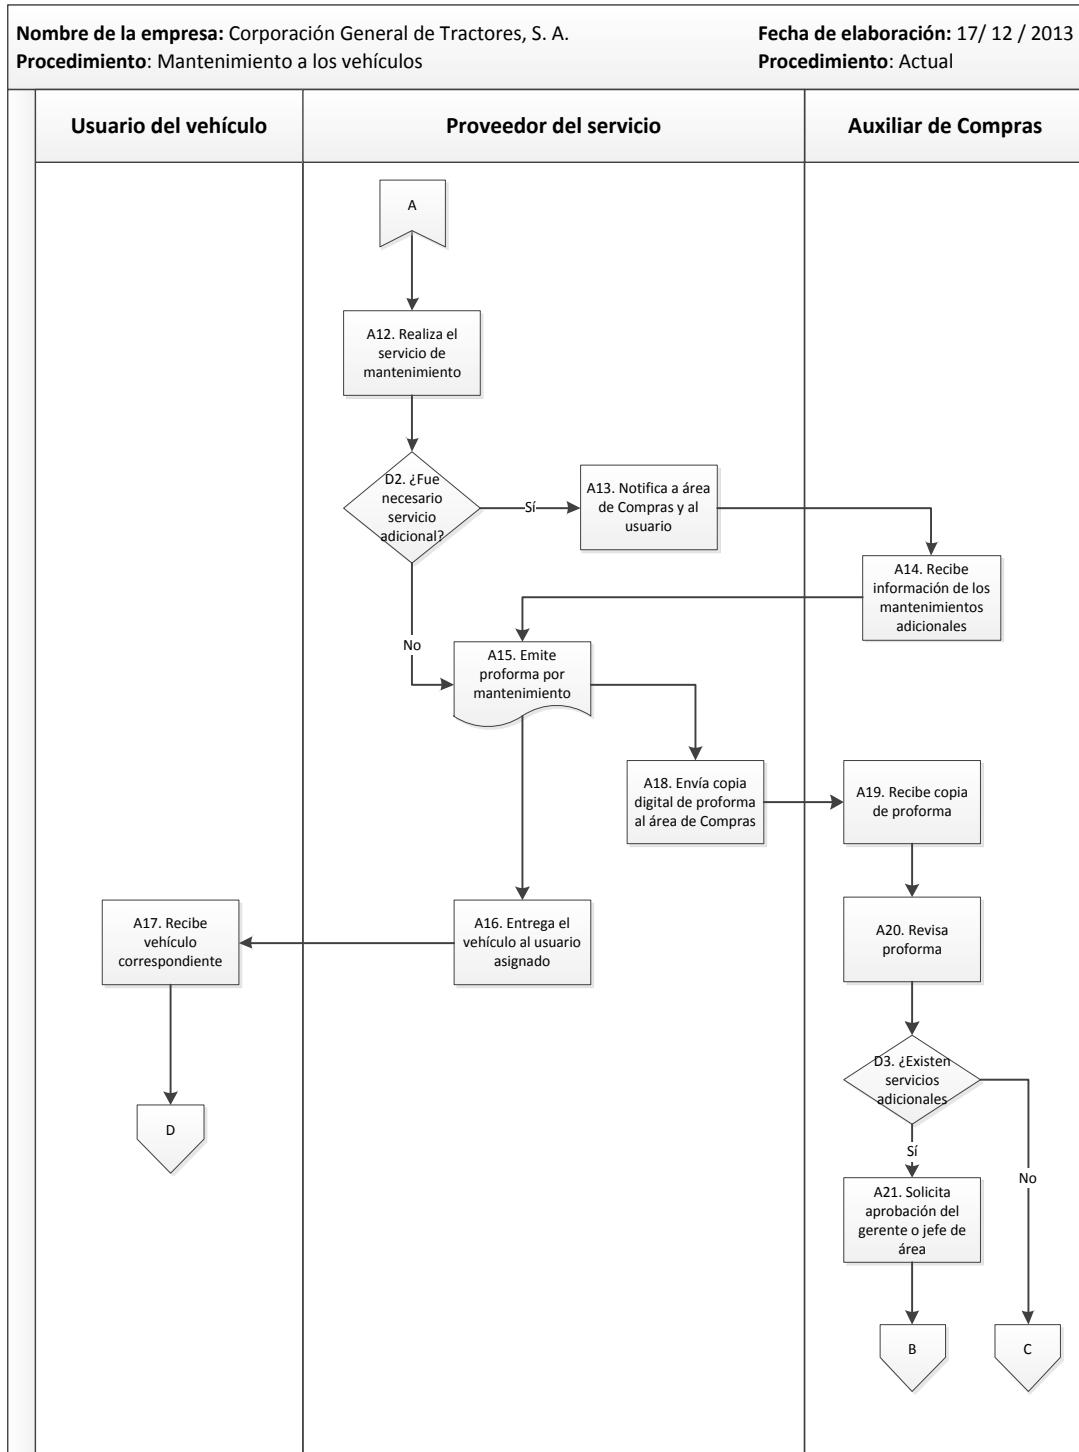 Nombre de la empresa: Corporación General de Tractores, S. A.
Fecha de elaboración: 17/ 12 / 2013
Procedimiento: Mantenimiento a los vehículos
Procedimiento: Actual
Usuario del vehículo
Proveedor del servicio
Auxiliar de Compras
A
A12. Realiza el
servicio de
mantenimiento
D2. ¿Fue
necesario
servicio
adicional?
Sí
A13. Notifica a área
de Compras y al
usuario
A14. Recibe
información de los
mantenimientos
adicionales
No
A15. Emite
proforma por
mantenimiento
A18. Envía copia
digital de proforma
al área de Compras
A19. Recibe copia
de proforma
A17. Recibe
vehículo
correspondiente
A16. Entrega el
vehículo al usuario
asignado
A20. Revisa
proforma
D3. ¿Existen
servicios
adicionales
D
Sí
No
A21. Solicita
aprobación del
gerente o jefe de
área
B
C